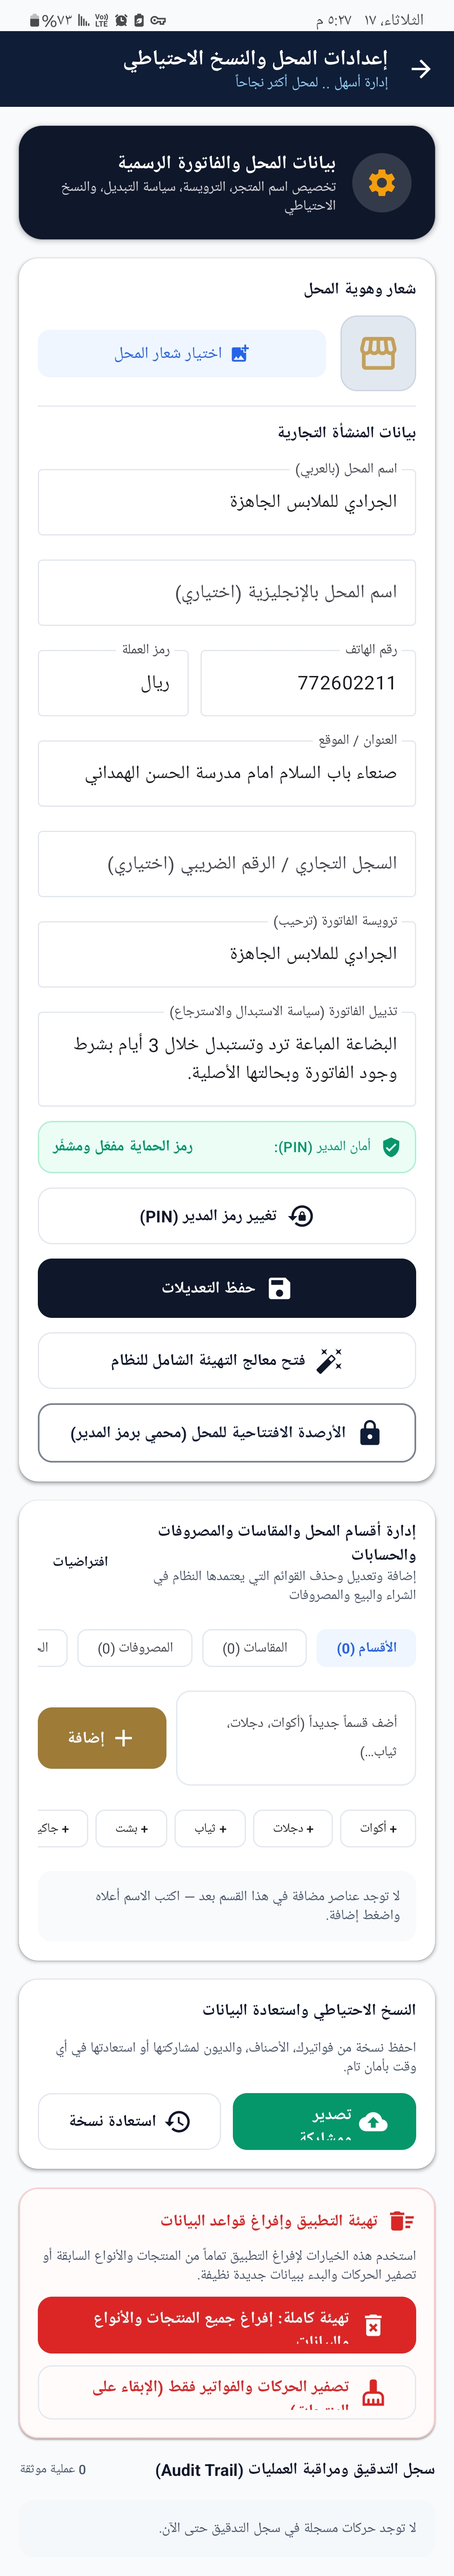 الثلاثاء، ١٧ ٥:٢٧ م
٧٣%
Vo) LTE
إعدادات المحل والنسخ الاحتياطي
إدارة أسهل .. لمحل أكثر نجاحاً
بيانات المحل والفاتورة الرسمية
تخصيص اسم المتجر، الترويسة، سياسة التبديل، والنسخ
الاحتياطي
شعار وهوية المحل
اختيار شعار المحل
بيانات المنشأة التجارية
اسم المحل (بالعربي)
الجرادي للملابس الجاهزة
اسم المحل بالإنجليزية (اختياري)
رقم الهاتف
772602211
رمز العملة
ريال
العنوان / الموقع
صنعاء باب السلام امام مدرسة الحسن الهمداني
السجل التجاري / الرقم الضريبي (اختياري)
ترويسة الفاتورة (ترحيب)
الجرادي للملابس الجاهزة
تذييل الفاتورة (سياسة الاستبدال والاسترجاع)
البضاعة المباعة ترد وتستبدل خلال 3 أيام بشرط
وجود الفاتورة وبحالتها الأصلية.
أمان المدير (PIN): رمز الحماية مفعّل ومشفّر
تغيير رمز المدير (PIN)
حفظ التعديلات
فتح معالج التهيئة الشامل للنظام
الأرصدة الافتتاحية للمحل (محمي برمز المدير)
إدارة أقسام المحل والمقاسات والمصروفات
والحسابات
إضافة وتعديل وحذف القوائم التي يعتمدها النظام في
الشراء والبيع والمصروفات
افتراضيات
الأقسام (0) المقاسات (0) المصروفات (0)
أضف قسماً جديداً (أكوات، دجلات،
ثياب...)
إضافة
+ أكوات + دجلات + ثياب + بشت + جاكي
لا توجد عناصر مضافة في هذا القسم بعد — اكتب الاسم أعلاه
واضغط إضافة.
النسخ الاحتياطي واستعادة البيانات
احفظ نسخة من فواتيرك، الأصناف، والديون لمشاركتها أو استعادتها في أي
وقت بأمان تام.
تصدير
ومشاركة
استعادة نسخة
تهيئة التطبيق وإفراغ قواعد البيانات
استخدم هذه الخيارات لإفراغ التطبيق تماماً من المنتجات والأنواع السابقة أو
تصفير الحركات والبدء ببيانات جديدة نظيفة.
تهيئة كاملة: إفراغ جميع المنتجات والأنواع
والبيانات
تصفير الحركات والفواتير فقط (الإبقاء على
سجل التدقيق ومراقبة العمليات (Audit Trail)
0 عملية موثقة
لا توجد حركات مسجلة في سجل التدقيق حتى الآن.